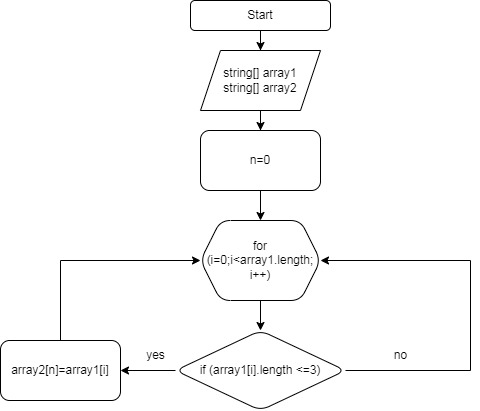 Start
string[] array1
string[] array2
n=0
for
(i=0;i<array1.length;
i++)
yes
no
array2[n]=array1[i]
if (array1[i].length <=3)